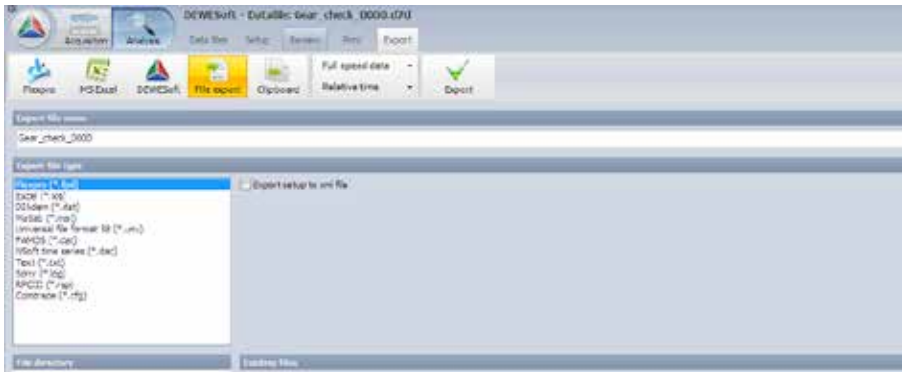 DEWESoft - Datafile: Gear_check_0000.d7d
Acquisition Analysis Data files Setup Review Print Export
Full speed data
Flexpro MS Excel DEWESoft File export Clipboard Relative time Export
Export file name
Gear_check_0000
Export file type
Flexpro (*.fpd)
Export setup to xml file
Excel (*.xls)
DIAdem (*.dat)
Matlab (*.mat)
Universal file format 58 (*.unv)
FAMOS (*.dat)
NSoft time series (*.dac)
Text (*.txt)
Sony (*.log)
RPCIII (*.rsp)
Comtrade (*.cfg)
File directory Existing files